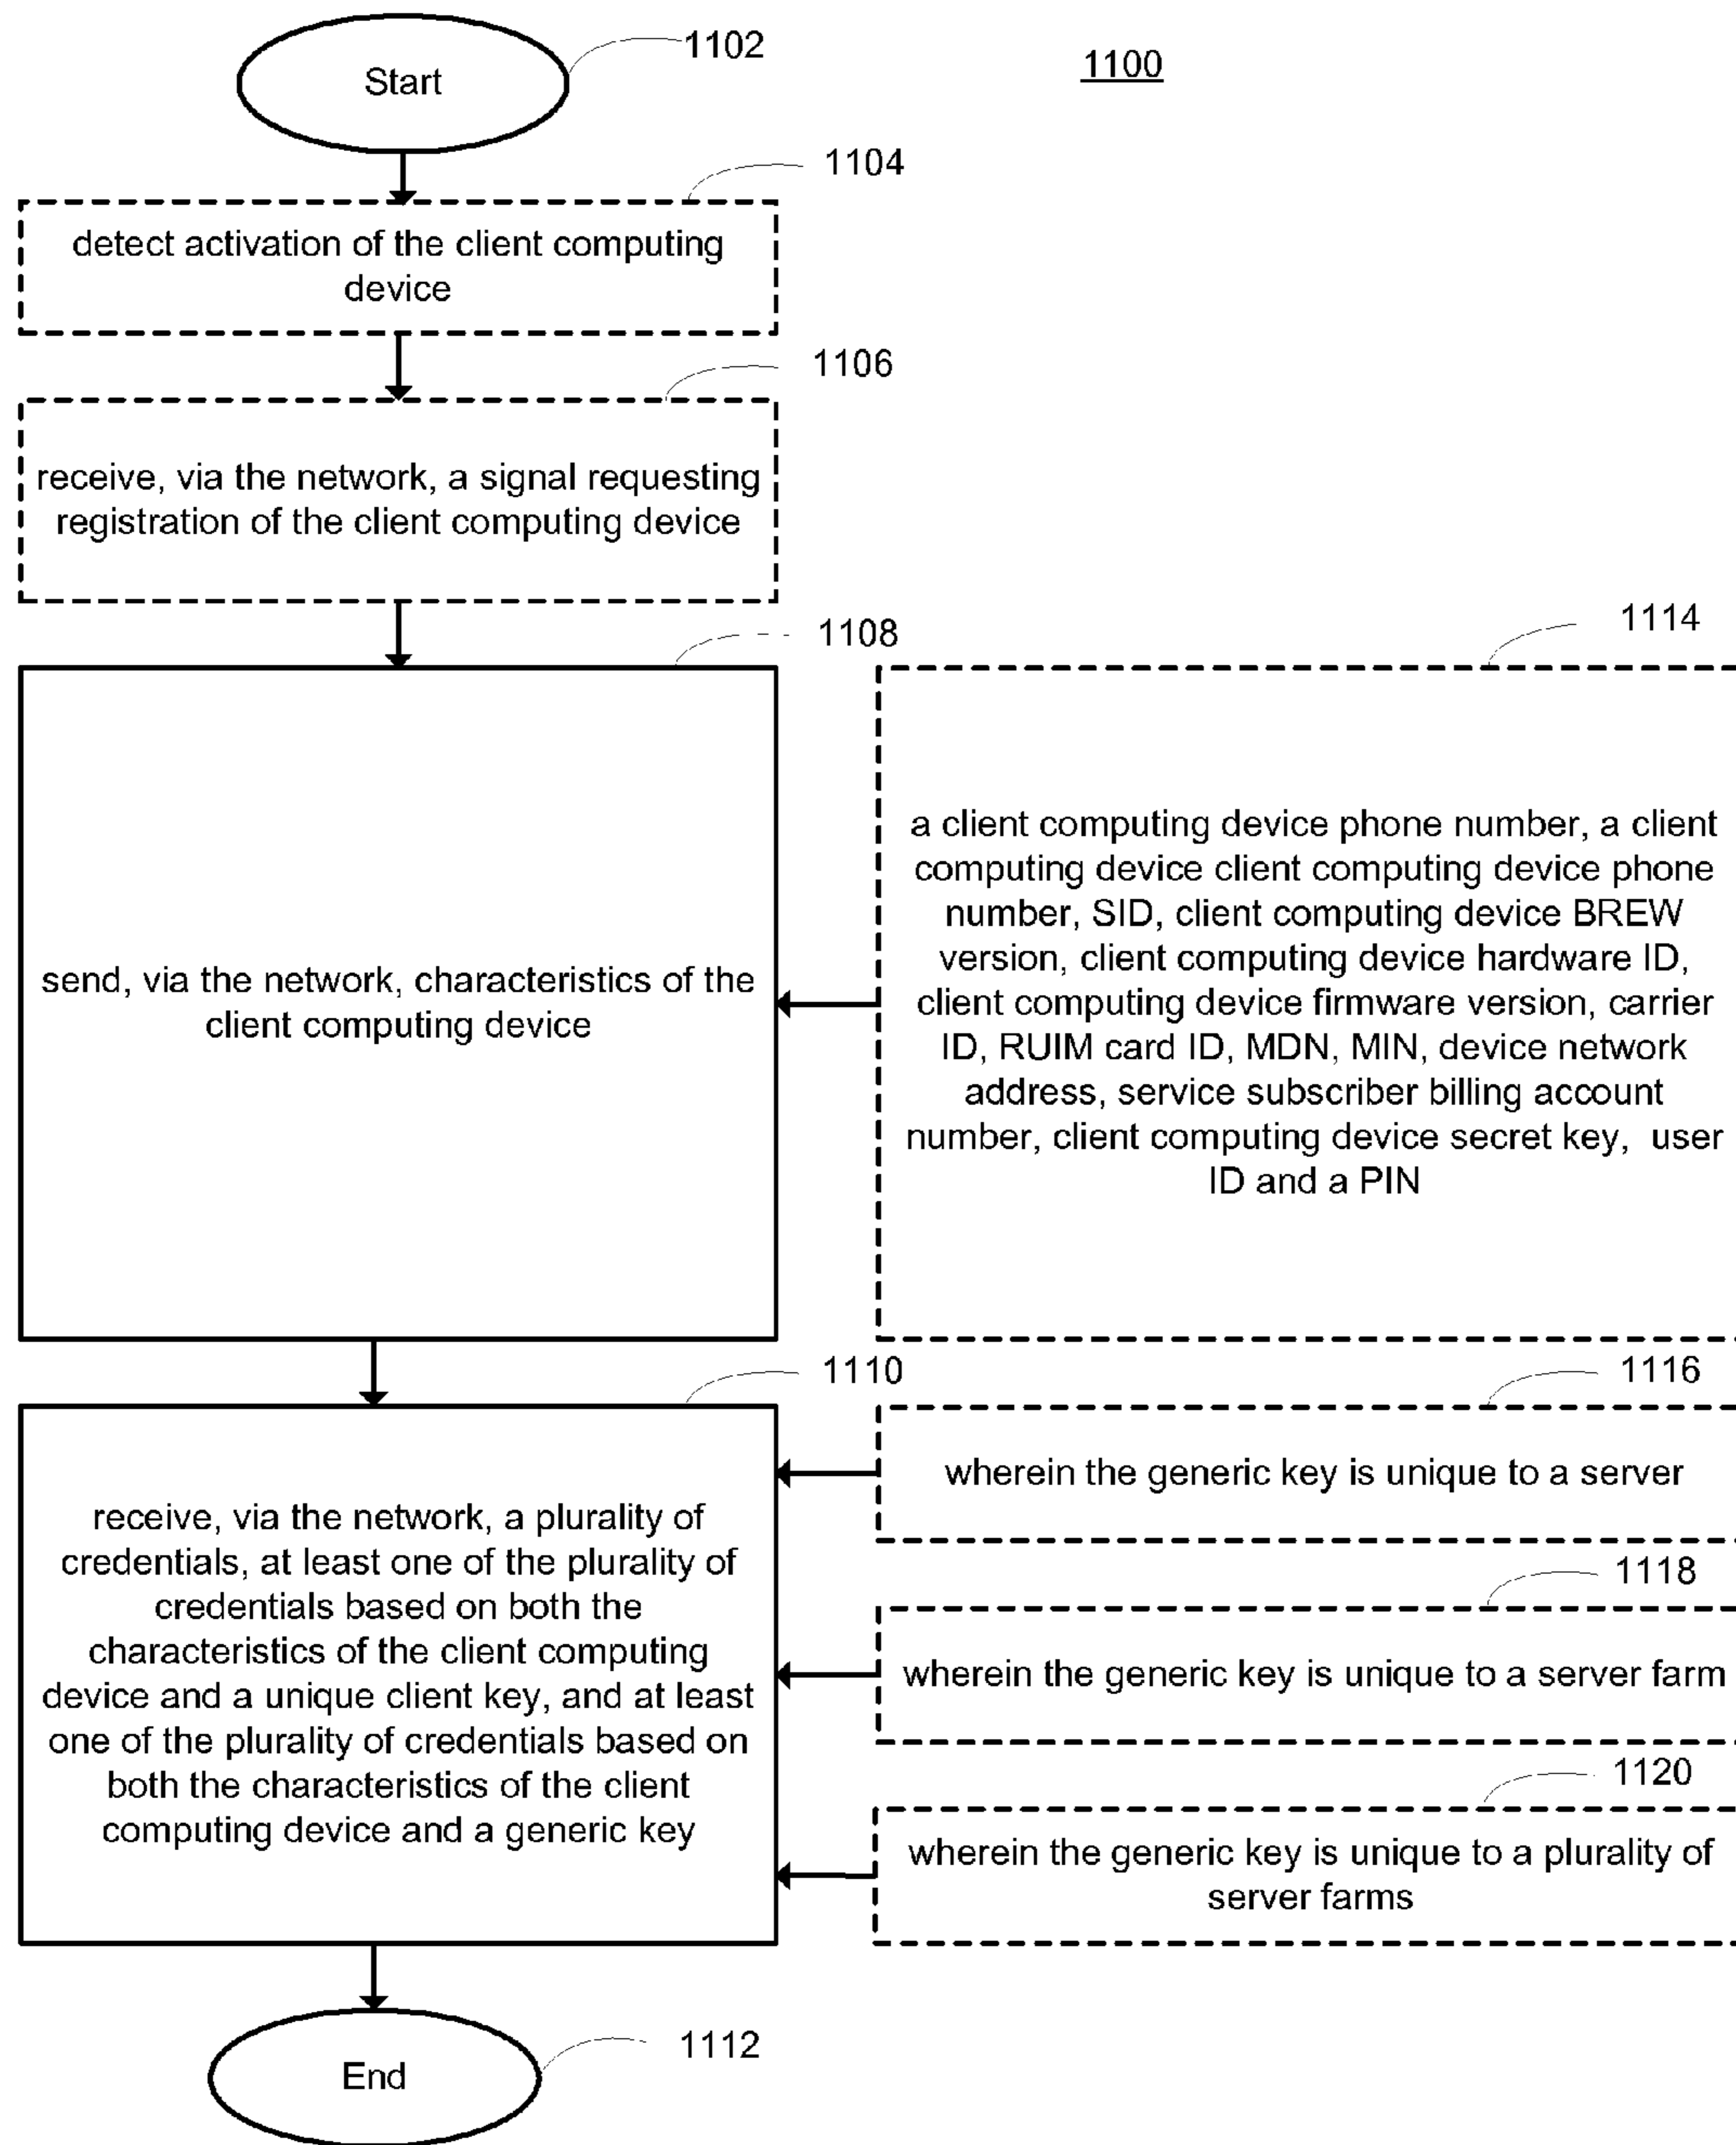 1100
Start
1102
1104
detect activation of the client computing
device
1106
receive, via the network, a signal requesting
registration of the client computing device
1108
send, via the network, characteristics of the
client computing device
1114
a client computing device phone number, a client
computing device client computing device phone
number, SID, client computing device BREW
version, client computing device hardware ID,
client computing device firmware version, carrier
ID, RUIM card ID, MDN, MIN, device network
address, service subscriber billing account
number, client computing device secret key, user
ID and a PIN
1110
receive, via the network, a plurality of
credentials, at least one of the plurality of
credentials based on both the
characteristics of the client computing
device and a unique client key, and at least
one of the plurality of credentials based on
both the characteristics of the client
computing device and a generic key
1116
wherein the generic key is unique to a server
1118
wherein the generic key is unique to a server farm
1120
wherein the generic key is unique to a plurality of
server farms
End
1112